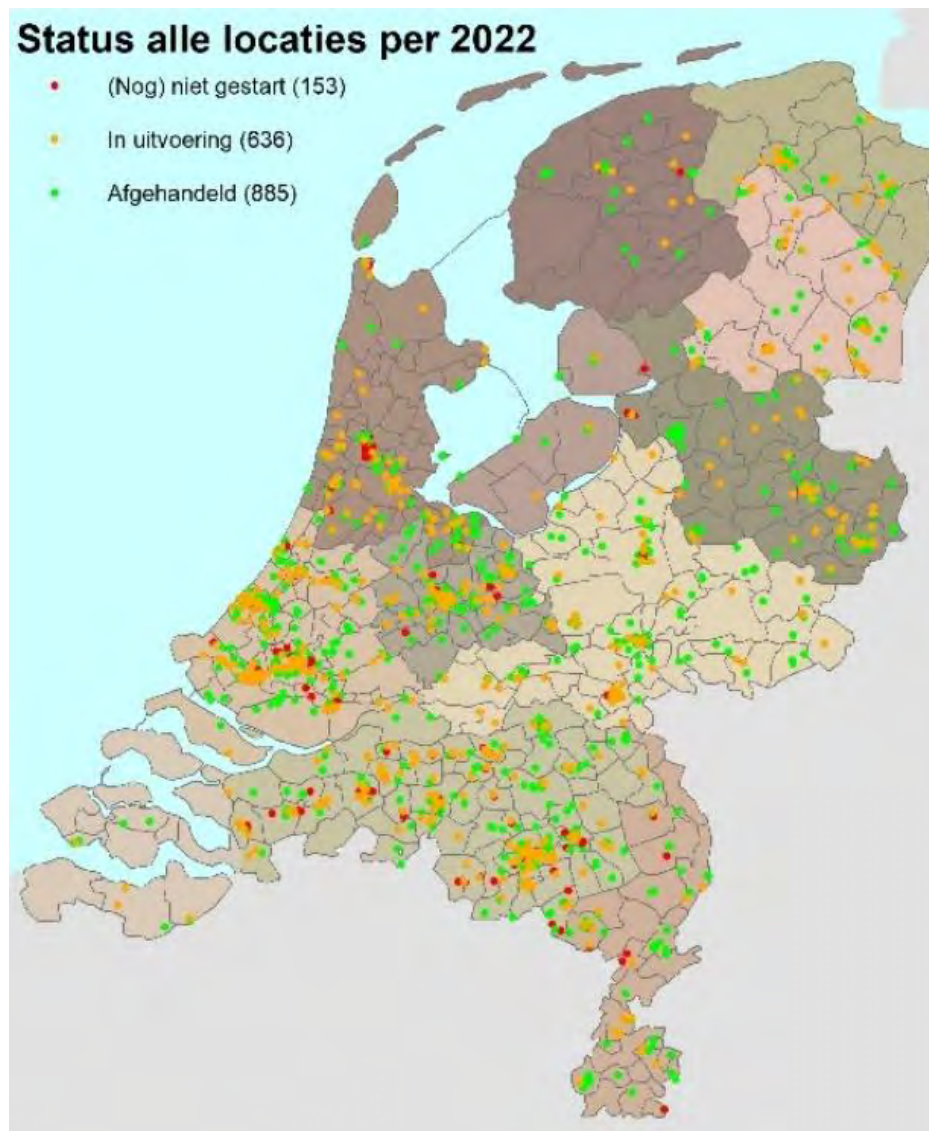 Status alle locaties per 2022
(Nog) niet gestart (153)
In uitvoering (636)
Afgehandeld (885)